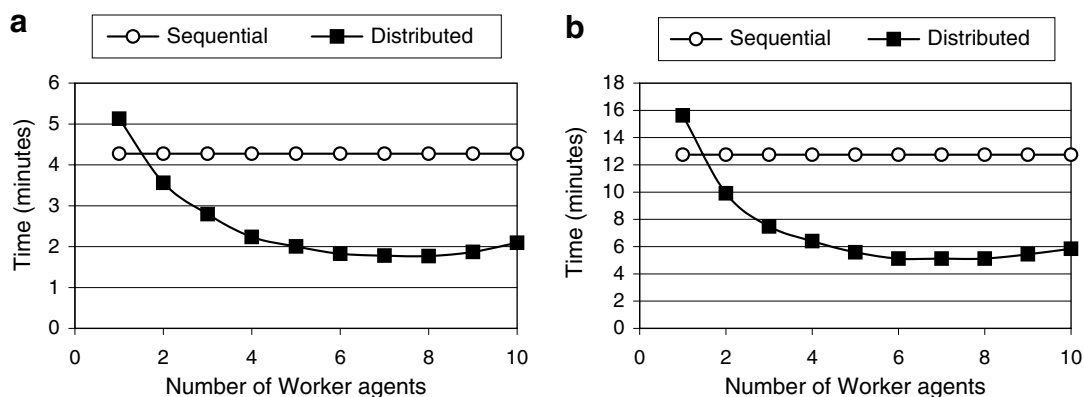 a
Sequential Distributed
6
5
4
3
2
1
0
0 2 4 6 8 10
Time (minutes)
Number of Worker agents
b
Sequential Distributed
18
16
14
12
10
8
6
4
2
0
0 2 4 6 8 10
Time (minutes)
Number of Worker agents